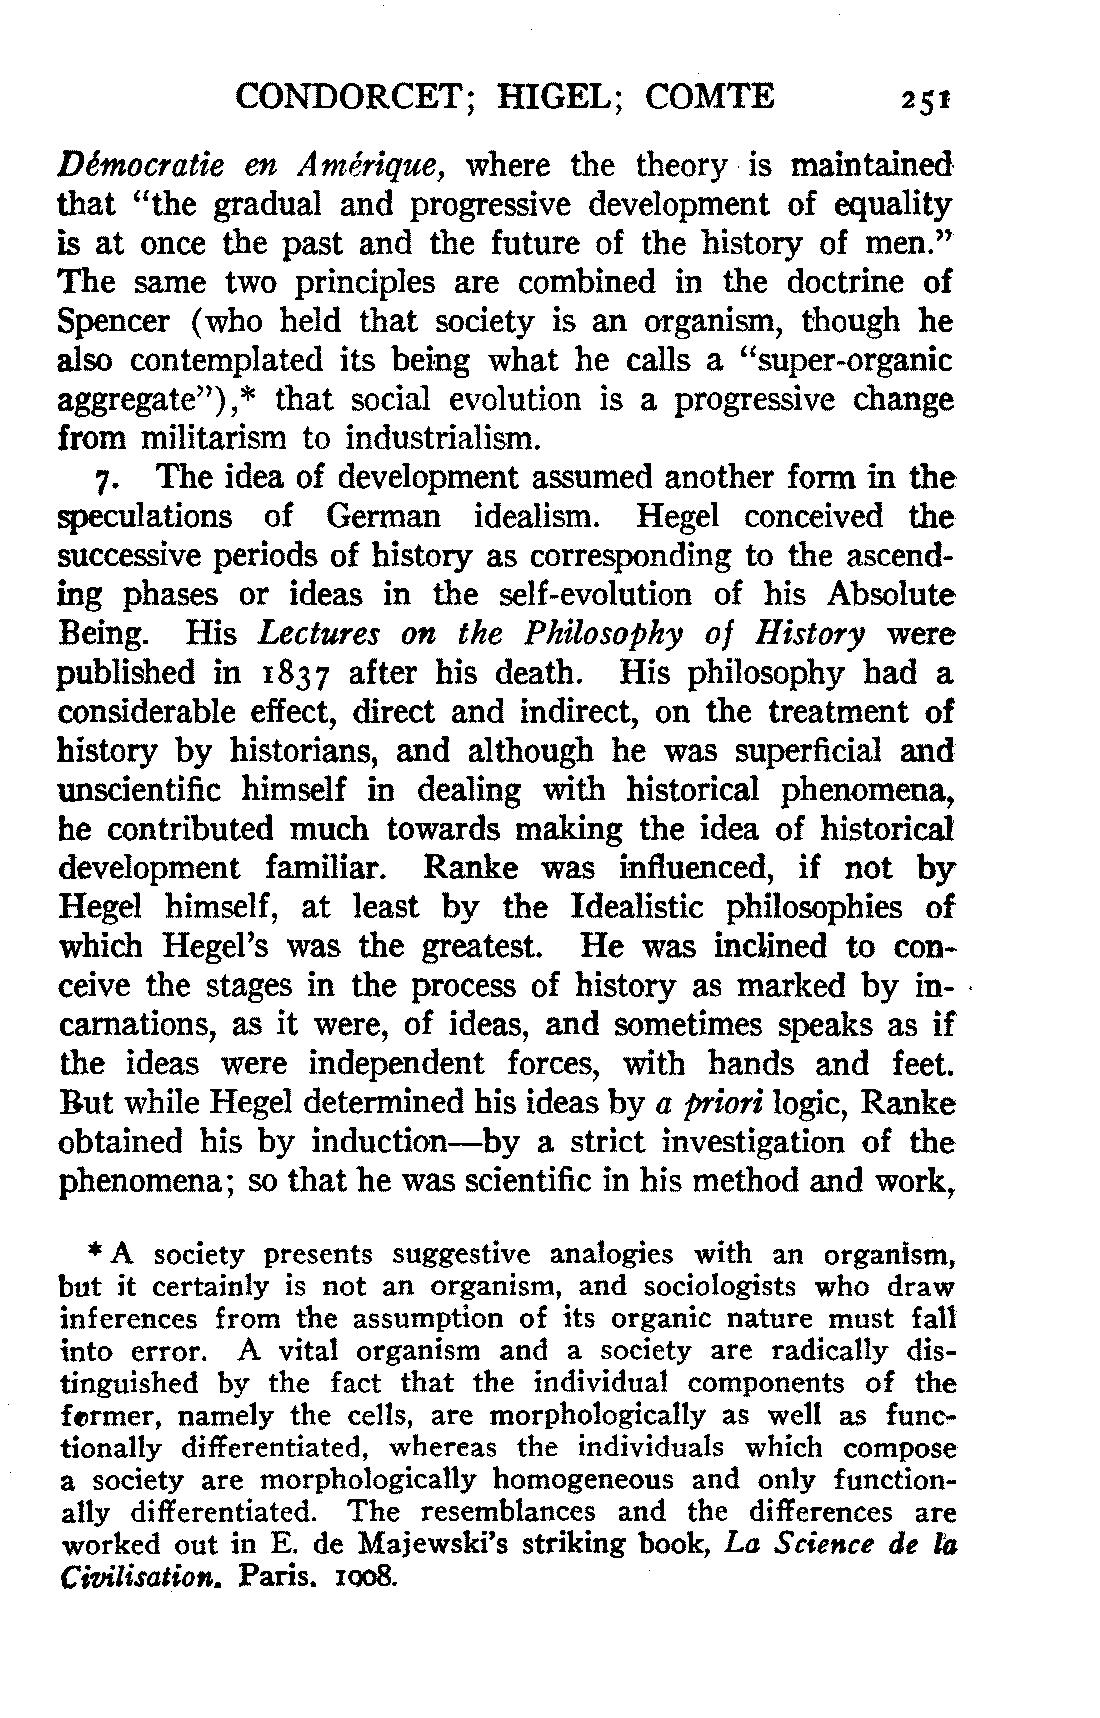 CONDORCET; HIGEL; COMTE 251
Démocratie en Amérique, where the theory is maintained
that “the gradual and progressive development of equality
is at once the past and the future of the history of men.”
The same two principles are combined in the doctrine of
Spencer (who held that society is an organism, though he
also contemplated its being what he calls a “super-organic
aggregate”),* that social evolution is a progressive change
from militarism to industrialism.
7. The idea of development assumed another form in the
speculations of German idealism. Hegel conceived the
successive periods of history as corresponding to the ascend-
ing phases or ideas in the self-evolution of his Absolute
Being. His Lectures on the Philosophy of History were
published in 1837 after his death. His philosophy had a
considerable effect, direct and indirect, on the treatment of
history by historians, and although he was superficial and
unscientific himself in dealing with historical phenomena,
he contributed much towards making the idea of historical
development familiar. Ranke was influenced, if not by
Hegel himself, at least by the Idealistic philosophies of
which Hegel’s was the greatest. He was inclined to con-
ceive the stages in the process of history as marked by in-
carnations, as it were, of ideas, and sometimes speaks as if
the ideas were independent forces, with hands and feet.
But while Hegel determined his ideas by a priori logic, Ranke
obtained his by induction—by a strict investigation of the
phenomena; so that he was scientific in his method and work,
* A society presents suggestive analogies with an organism,
but it certainly is not an organism, and sociologists who draw
inferences from the assumption of its organic nature must fall
into error. A vital organism and a society are radically dis-
tinguished by the fact that the individual components of the
former, namely the cells, are morphologically as well as func-
tionally differentiated, whereas the individuals which compose
a society are morphologically homogeneous and only function-
ally differentiated. The resemblances and the differences are
worked out in E. de Majewski’s striking book, La Science de la
Civilisation. Paris. 1908.